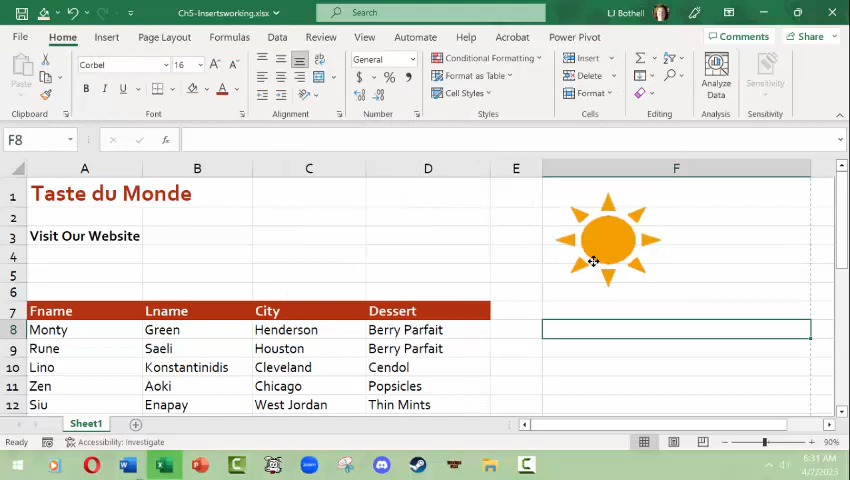 Ch5-Insertsworking.xlsx
Search
LJ Bothell
File Home Insert Page Layout Formulas Data Review View Automate Help Acrobat Power Pivot
Comments Share
Paste
Corbel 16
B I U
General
$ % ,
Conditional Formatting
Format as Table
Cell Styles
Insert
Delete
Format
Analyze Data
Sensitivity
Clipboard Font Alignment Number Styles Cells Editing Analysis Sensitivity
F8
fx
A B C D E F
1 Taste du Monde
2
3 Visit Our Website
4
5
6
7 Fname Lname City Dessert
8 Monty Green Henderson Berry Parfait
9 Rune Saeli Houston Berry Parfait
10 Lino Konstantinidis Cleveland Cendol
11 Zen Aoki Chicago Popsicles
12 Siu Enapay West Jordan Thin Mints
Sheet1
Ready Accessibility: Investigate 90%
zoom
6:31 AM
4/7/2023